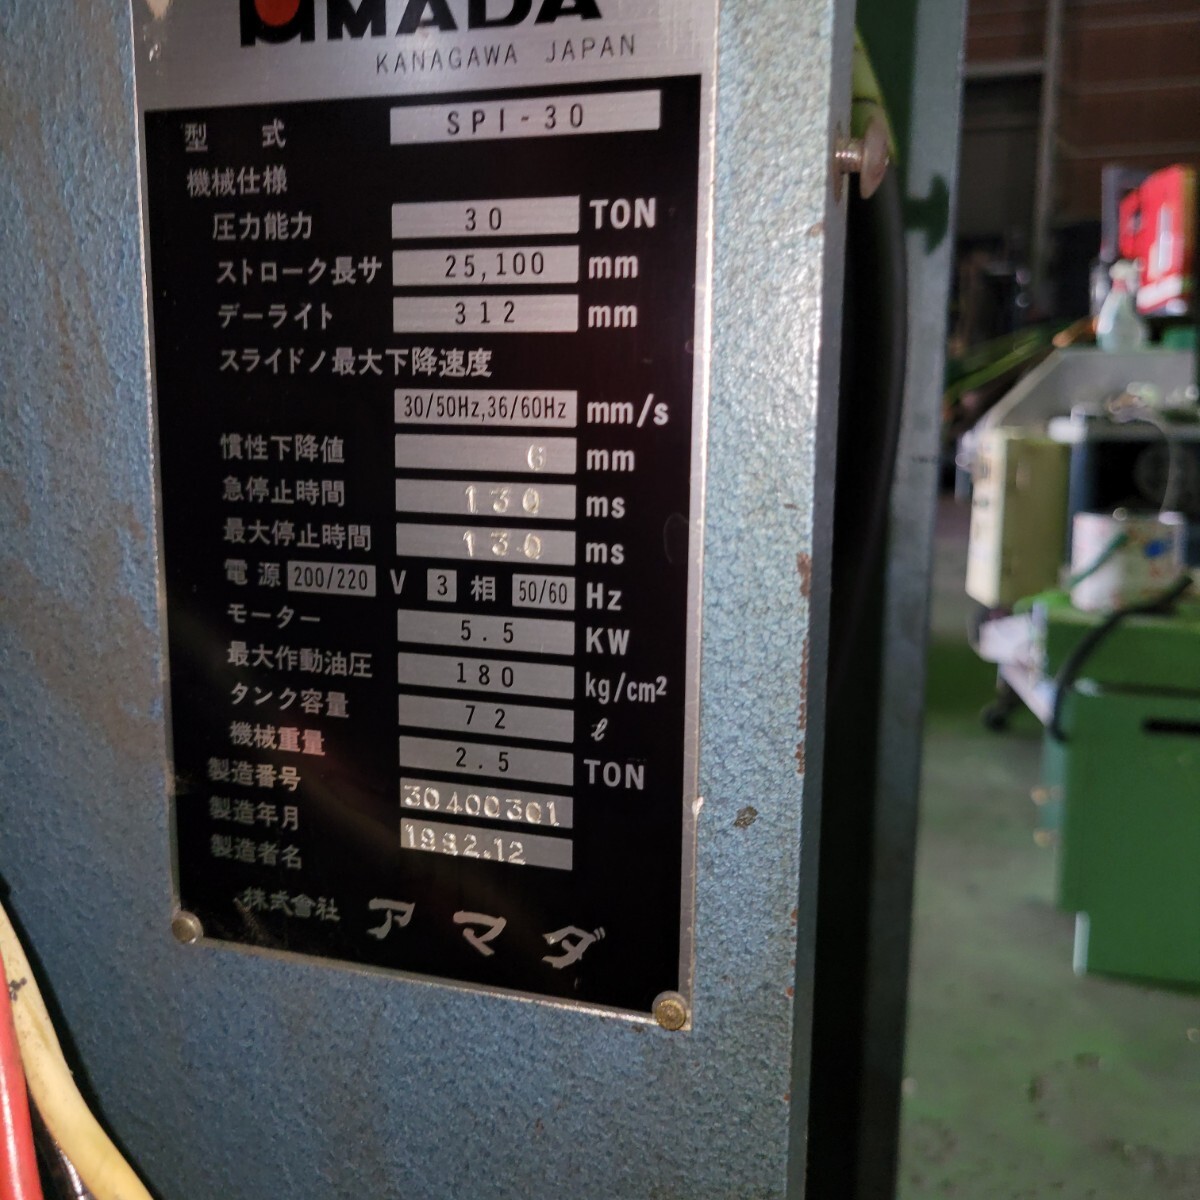 AMADA
KANAGAWA JAPAN
型式 SPI-30
機械仕様
圧力能力 30 TON
ストローク長サ 25,100 mm
デーライト 312 mm
スライドノ最大下降速度
30/50Hz,36/60Hz mm/s
慣性下降値 6 mm
急停止時間 130 ms
最大停止時間 130 ms
電源 200/220 V 3 相 50/60 Hz
モーター 5.5 KW
最大作動油圧 180 kg/cm²
タンク容量 72 ℓ
機械重量 2.5 TON
製造番号 30400301
製造年月 1982.12
製造者名
株式會社 アマダ